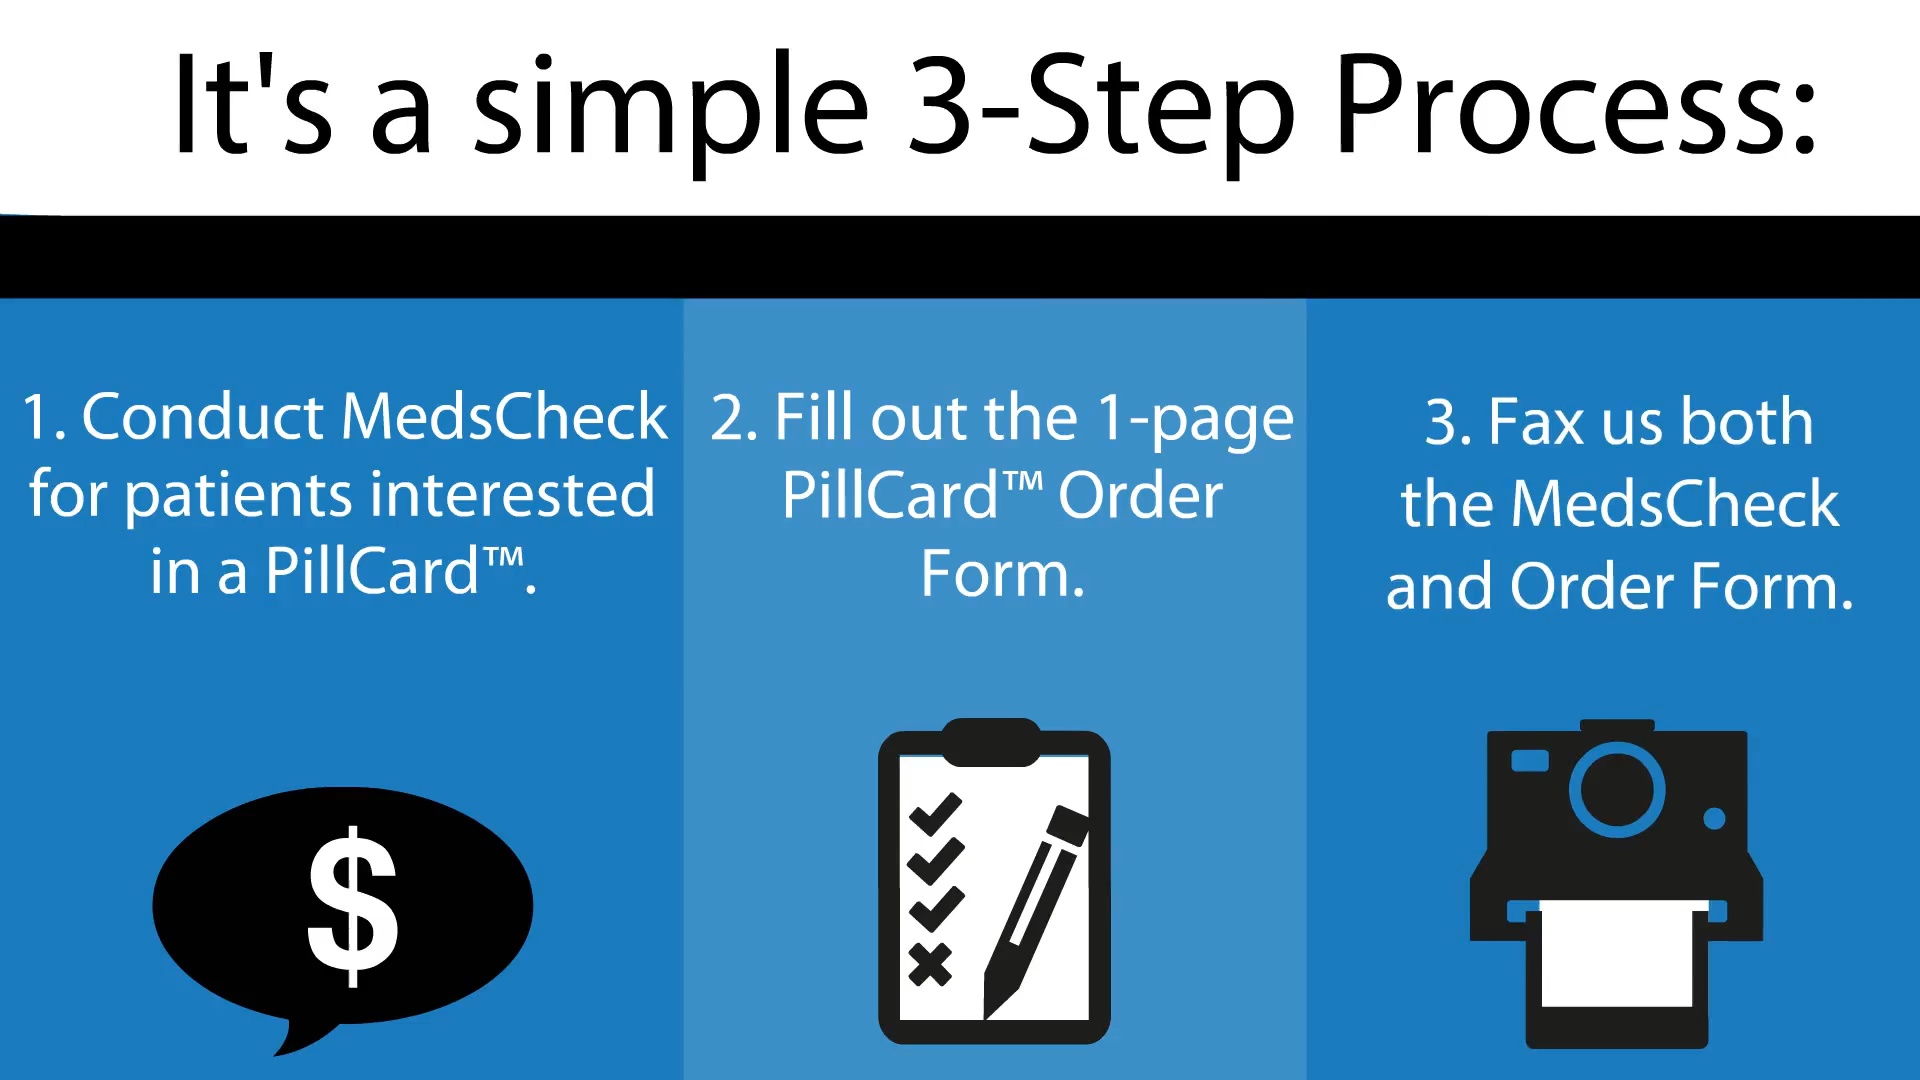 It's a simple 3-Step Process:
1. Conduct MedsCheck
for patients interested
in a PillCard™.
2. Fill out the 1-page
PillCard™ Order
Form.
3. Fax us both
the MedsCheck
and Order Form.
$